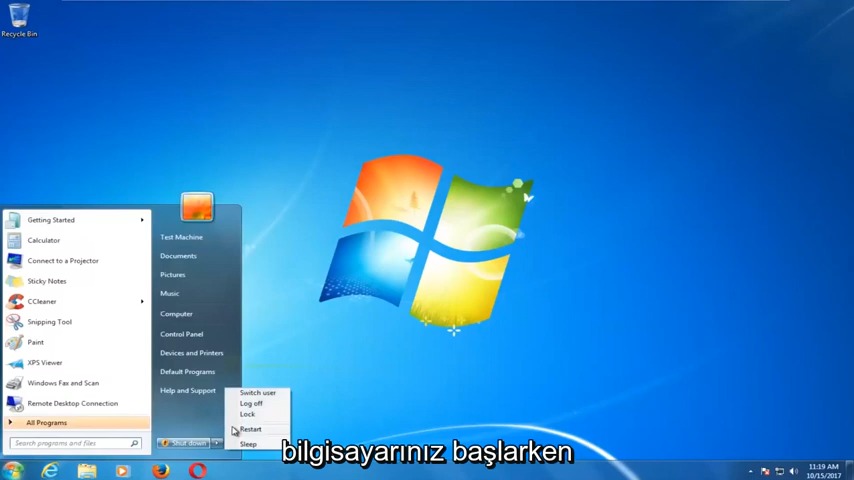 Recycle Bin
Getting Started
Calculator
Connect to a Projector
Sticky Notes
CCleaner
Snipping Tool
Paint
XPS Viewer
Windows Fax and Scan
Remote Desktop Connection
All Programs
Search programs and files
Test Machine
Documents
Pictures
Music
Computer
Control Panel
Devices and Printers
Default Programs
Help and Support
Shut down
Switch user
Log off
Lock
Restart
Sleep
bilgisayarınız başlarken
11:19 AM
10/15/2017